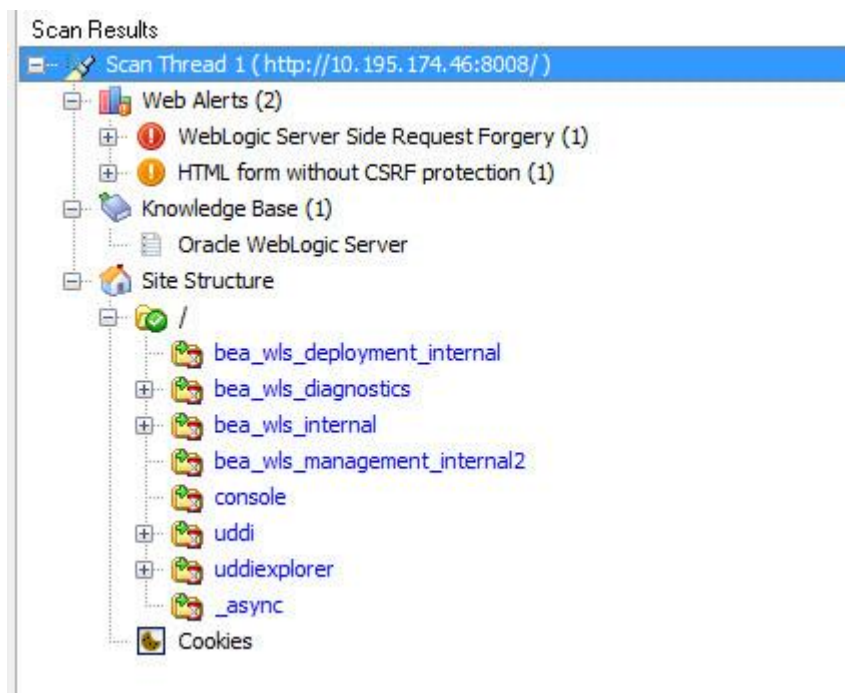 Scan Results
Scan Thread 1 ( http://10.195.174.46:8008/ )
Web Alerts (2)
WebLogic Server Side Request Forgery (1)
HTML form without CSRF protection (1)
Knowledge Base (1)
Oracle WebLogic Server
Site Structure
/
bea_wls_deployment_internal
bea_wls_diagnostics
bea_wls_internal
bea_wls_management_internal2
console
uddi
uddiexplorer
_async
Cookies